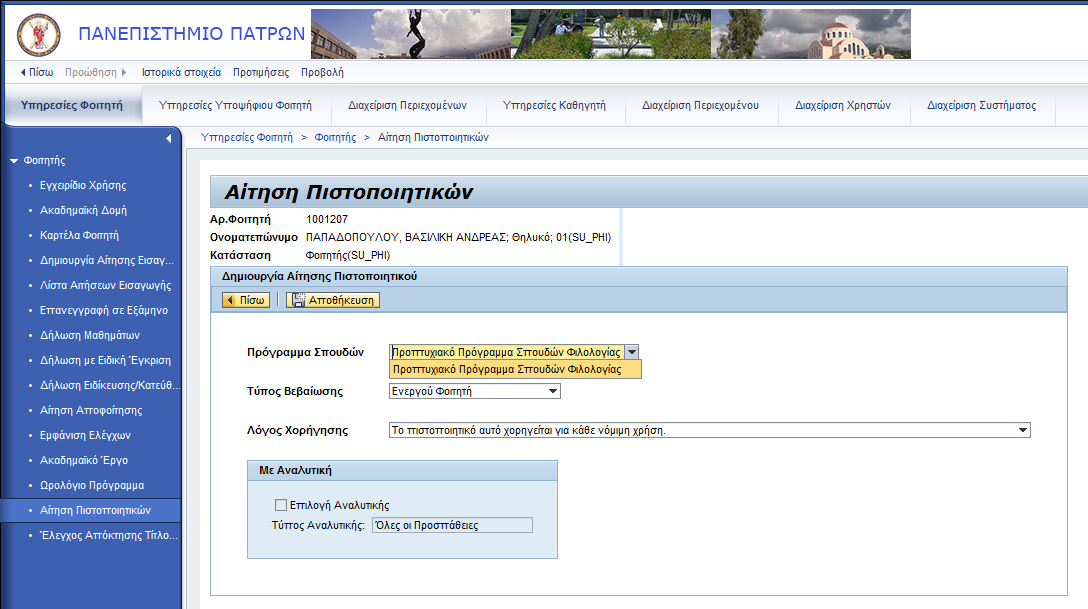 ΠΑΝΕΠΙΣΤΗΜΙΟ ΠΑΤΡΩΝ
Πίσω Προώθηση Ιστορικά στοιχεία Προτιμήσεις Προβολή
Υπηρεσίες Φοιτητή Υπηρεσίες Υποψήφιου Φοιτητή Διαχείριση Περιεχομένων Υπηρεσίες Καθηγητή Διαχείριση Περιεχομένου Διαχείριση Χρηστών Διαχείριση Συστήματος
Υπηρεσίες Φοιτητή > Φοιτητής > Αίτηση Πιστοποιητικών
Φοιτητής
• Εγχειρίδιο Χρήσης
• Ακαδημαϊκή Δομή
• Καρτέλα Φοιτητή
• Δημιουργία Αίτησης Εισαγ...
• Λίστα Αιτήσεων Εισαγωγής
• Επανεγγραφή σε Εξάμηνο
• Δήλωση Μαθημάτων
• Δήλωση με Ειδική Έγκριση
• Δήλωση Ειδίκευσης/Κατεύθ...
• Αίτηση Αποφοίτησης
• Εμφάνιση Ελέγχων
• Ακαδημαϊκό Έργο
• Ωρολόγιο Πρόγραμμα
• Αίτηση Πιστοποιητικών
• Έλεγχος Απόκτησης Τίτλο...
Αίτηση Πιστοποιητικών
Αρ.Φοιτητή 1001207
Ονοματεπώνυμο ΠΑΠΑΔΟΠΟΥΛΟΥ, ΒΑΣΙΛΙΚΗ ΑΝΔΡΕΑΣ; Θηλυκό; 01(SU_PHI)
Κατάσταση Φοιτητής(SU_PHI)
Δημιουργία Αίτησης Πιστοποιητικού
Πίσω Αποθήκευση
Πρόγραμμα Σπουδών Προπτυχιακό Πρόγραμμα Σπουδών Φιλολογίας
Προπτυχιακό Πρόγραμμα Σπουδών Φιλολογίας
Τύπος Βεβαίωσης Ενεργού Φοιτητή
Λόγος Χορήγησης Το πιστοποιητικό αυτό χορηγείται για κάθε νόμιμη χρήση.
Με Αναλυτική
Επιλογή Αναλυτικής
Τύπος Αναλυτικής: Όλες οι Προσπάθειες